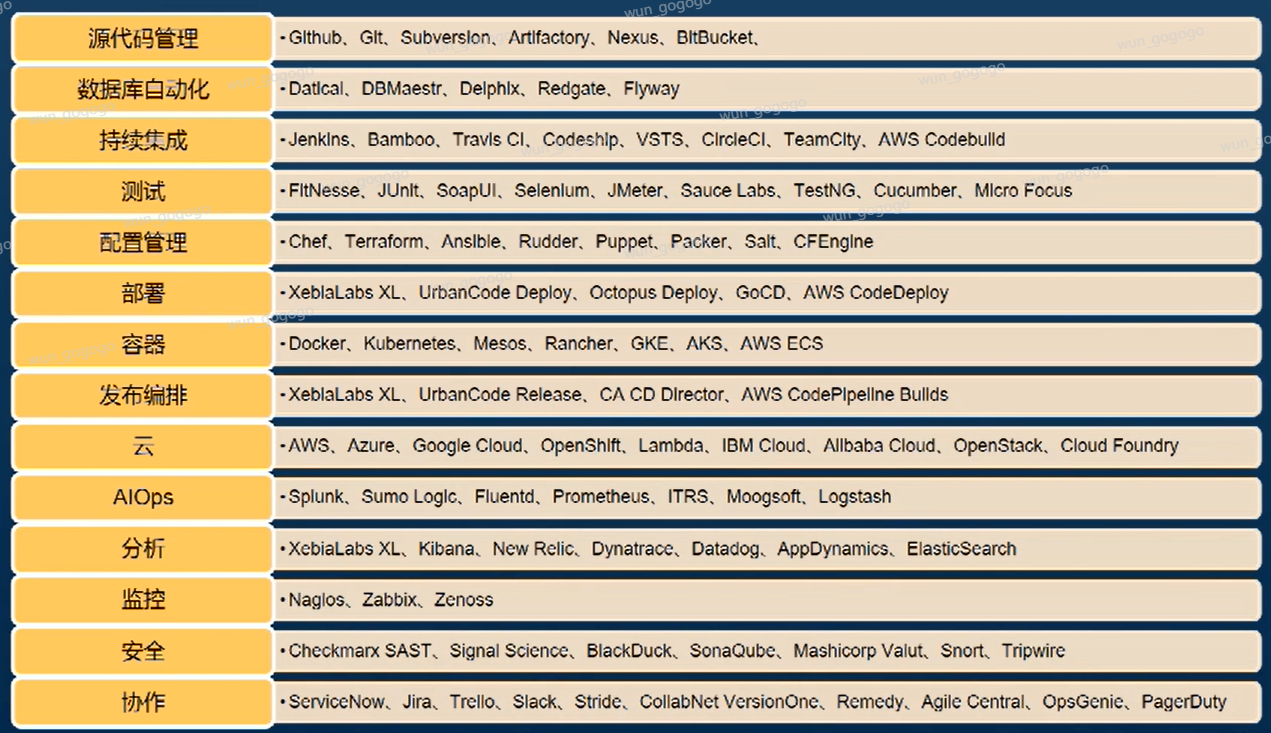 源代码管理
•Github、Git、Subversion、Artifactory、Nexus、BitBucket、
数据库自动化
•Datical、DBMaestr、Delphix、Redgate、Flyway
持续集成
•Jenkins、Bamboo、Travis CI、Codeship、VSTS、CircleCI、TeamCity、AWS Codebuild
测试
•FitNesse、JUnit、SoapUI、Selenium、JMeter、Sauce Labs、TestNG、Cucumber、Micro Focus
配置管理
•Chef、Terraform、Ansible、Rudder、Puppet、Packer、Salt、CFEngine
部署
•XebiaLabs XL、UrbanCode Deploy、Octopus Deploy、GoCD、AWS CodeDeploy
容器
•Docker、Kubernetes、Mesos、Rancher、GKE、AKS、AWS ECS
发布编排
•XebiaLabs XL、UrbanCode Release、CA CD Director、AWS CodePipeline Builds
云
•AWS、Azure、Google Cloud、OpenShift、Lambda、IBM Cloud、Alibaba Cloud、OpenStack、Cloud Foundry
AIOps
•Splunk、Sumo Logic、Fluentd、Prometheus、ITRS、Moogsoft、Logstash
分析
•XebiaLabs XL、Kibana、New Relic、Dynatrace、Datadog、AppDynamics、ElasticSearch
监控
•Nagios、Zabbix、Zenoss
安全
•Checkmarx SAST、Signal Science、BlackDuck、SonaQube、Mashicorp Valut、Snort、Tripwire
协作
•ServiceNow、Jira、Trello、Slack、Stride、CollabNet VersionOne、Remedy、Agile Central、OpsGenie、PagerDuty
wun_gogogo
wun_gogogo
wun_gogogo
wun_gogogo
wun_gogogo
wun_gogogo